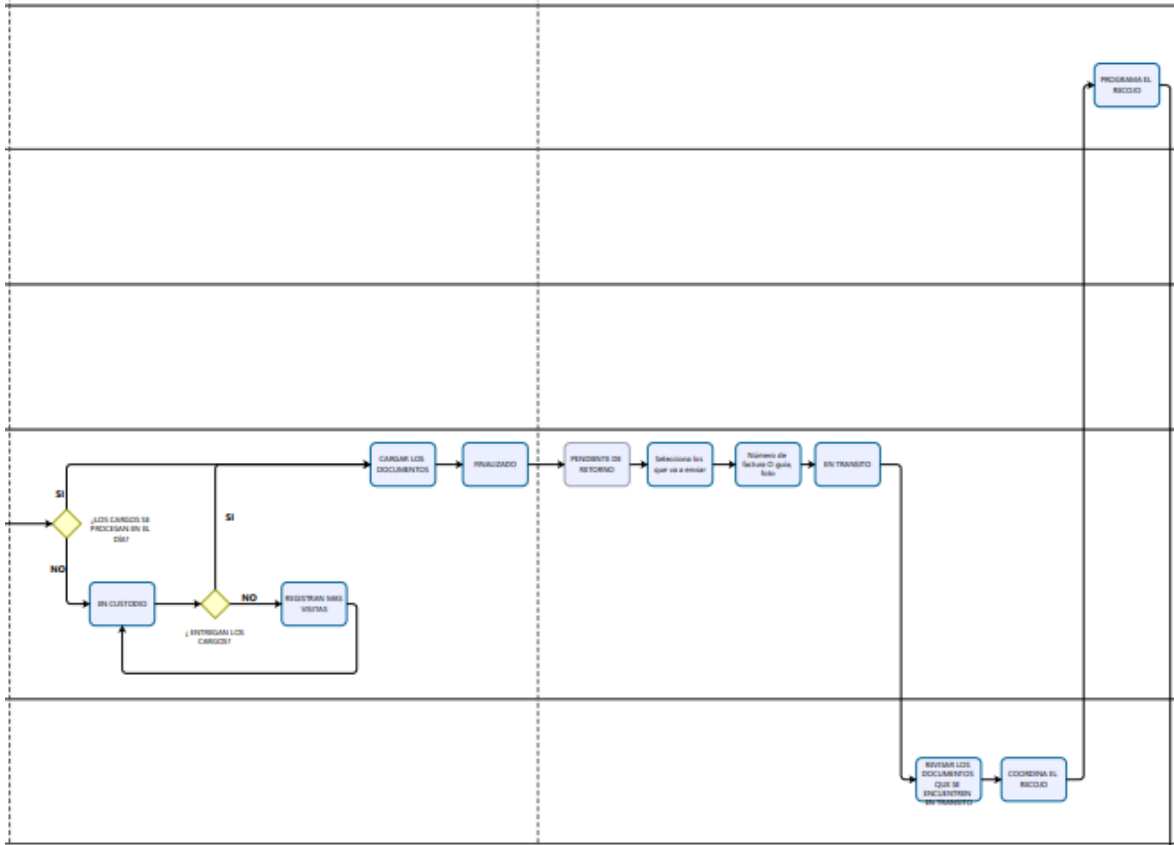 PROGRAMA EL
RECOJO
CARGAR LOS
DOCUMENTOS
FINALIZADO
PENDIENTE DE
RETORNO
Selecciona los
que va a enviar
Número de
factura O guía,
foto
EN TRANSITO
SI
¿LOS CARGOS SE
PROCESAN EN EL
DÍA?
SI
NO
EN CUSTODIO
NO
REGISTRAN MAS
VISITAS
¿ ENTREGAN LOS
CARGOS?
REVISAR LOS
DOCUMENTOS
QUE SE
ENCUENTREN
EN TRANSITO
COORDINA EL
RECOJO